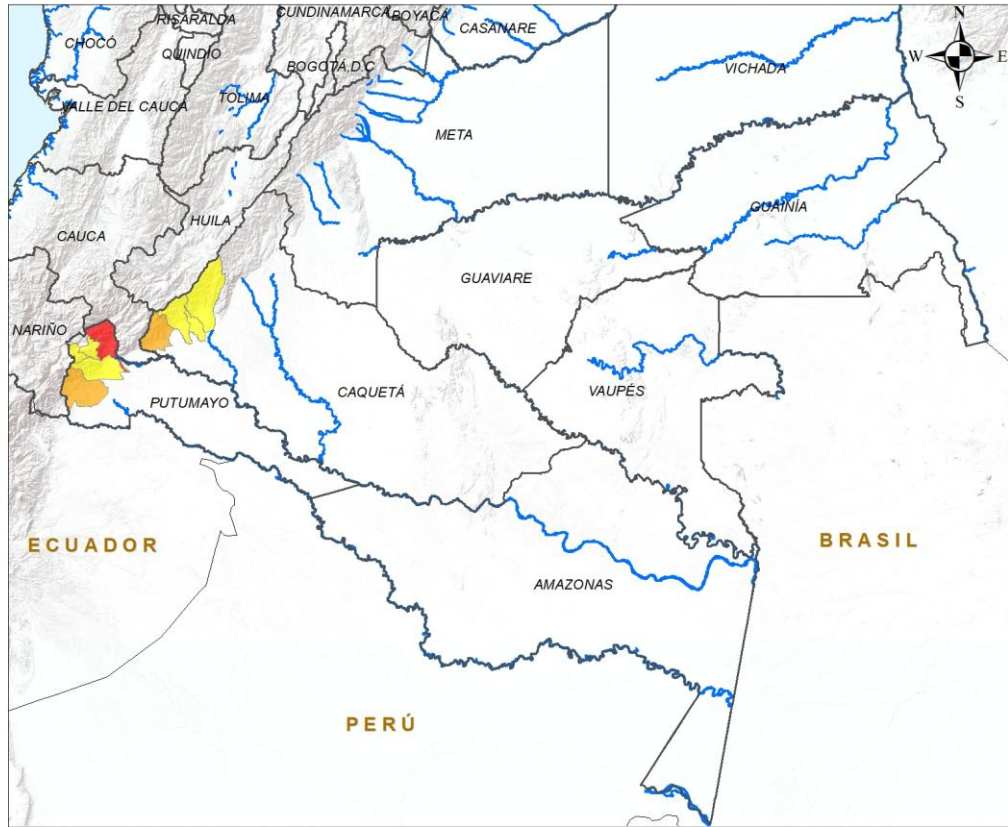 CUNDINAMARCA
BOYACÁ
RISARALDA
CASANARE
N
CHOCÓ
QUINDÍO
BOGOTÁ D.C
W
E
VICHADA
TOLIMA
VALLE DEL CAUCA
S
META
GUAINÍA
HUILA
CAUCA
GUAVIARE
NARIÑO
CAQUETÁ
VAUPÉS
PUTUMAYO
ECUADOR
BRASIL
AMAZONAS
PERÚ